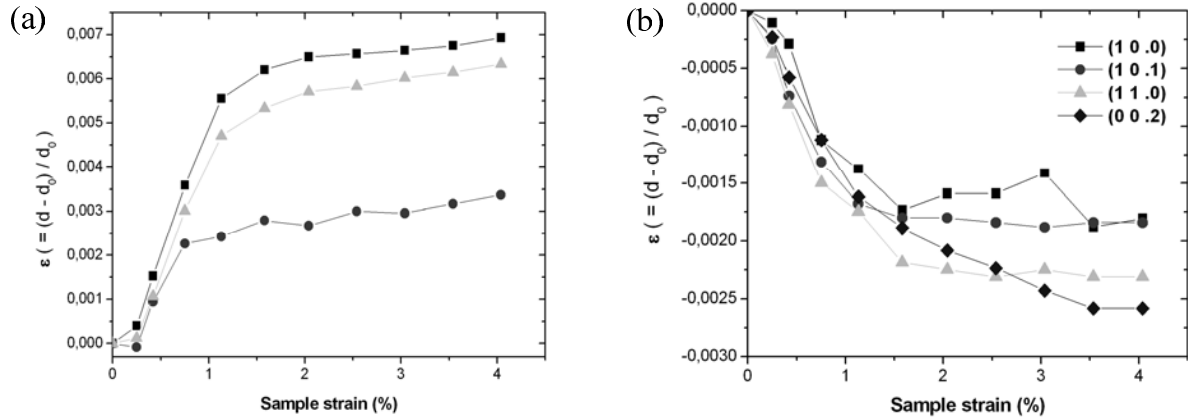 (a)
0,007
0,006
0,005
0,004
0,003
0,002
0,001
0,000
ε ( = (d - d0) / d0 )
0 1 2 3 4
Sample strain (%)
(b)
0,0000
-0,0005
-0,0010
-0,0015
-0,0020
-0,0025
-0,0030
ε ( = (d - d0) / d0 )
(1 0 .0)
(1 0 .1)
(1 1 .0)
(0 0 .2)
0 1 2 3 4
Sample strain (%)